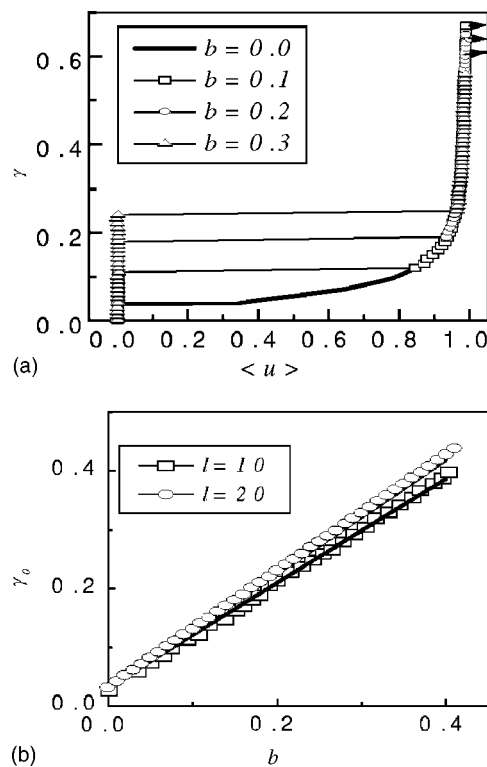 b = 0.0
b = 0.1
b = 0.2
b = 0.3
0.6
0.4
0.2
0.0
γ
0.0 0.2 0.4 0.6 0.8 1.0
(a)
< u >
l = 10
l = 20
0.4
0.2
0.0
γ₀
0.0 0.2 0.4
(b)
b